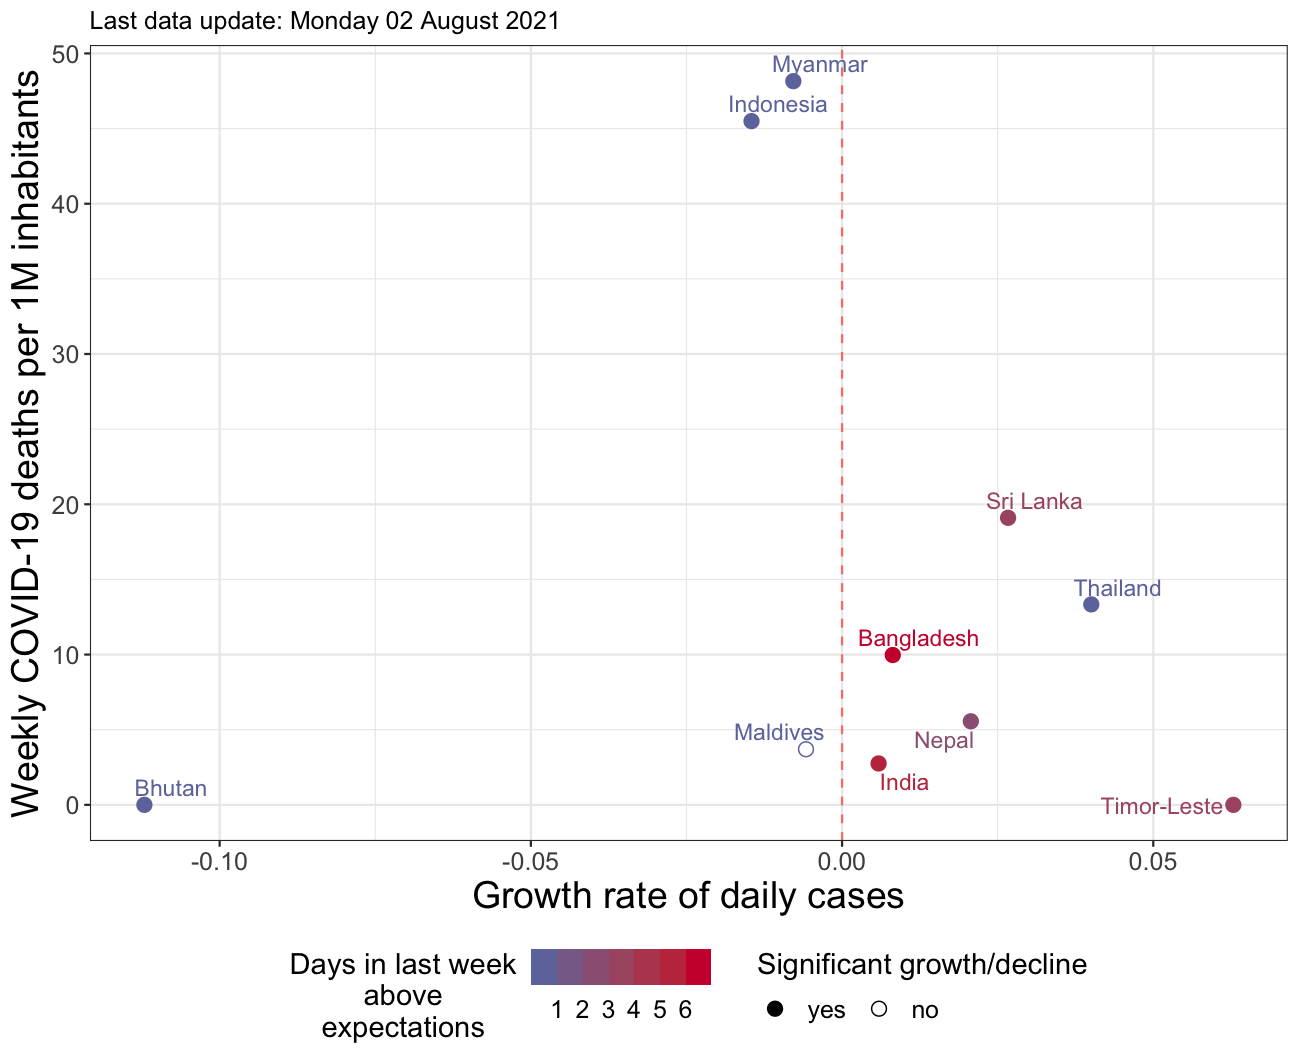 Last data update: Monday 02 August 2021
Weekly COVID-19 deaths per 1M inhabitants
50
40
30
20
10
0
Myanmar
Indonesia
Sri Lanka
Thailand
Bangladesh
Maldives
Nepal
India
Bhutan
Timor-Leste
-0.10
-0.05
0.00
0.05
Growth rate of daily cases
Days in last week
above
expectations
1 2 3 4 5 6
Significant growth/decline
yes
no